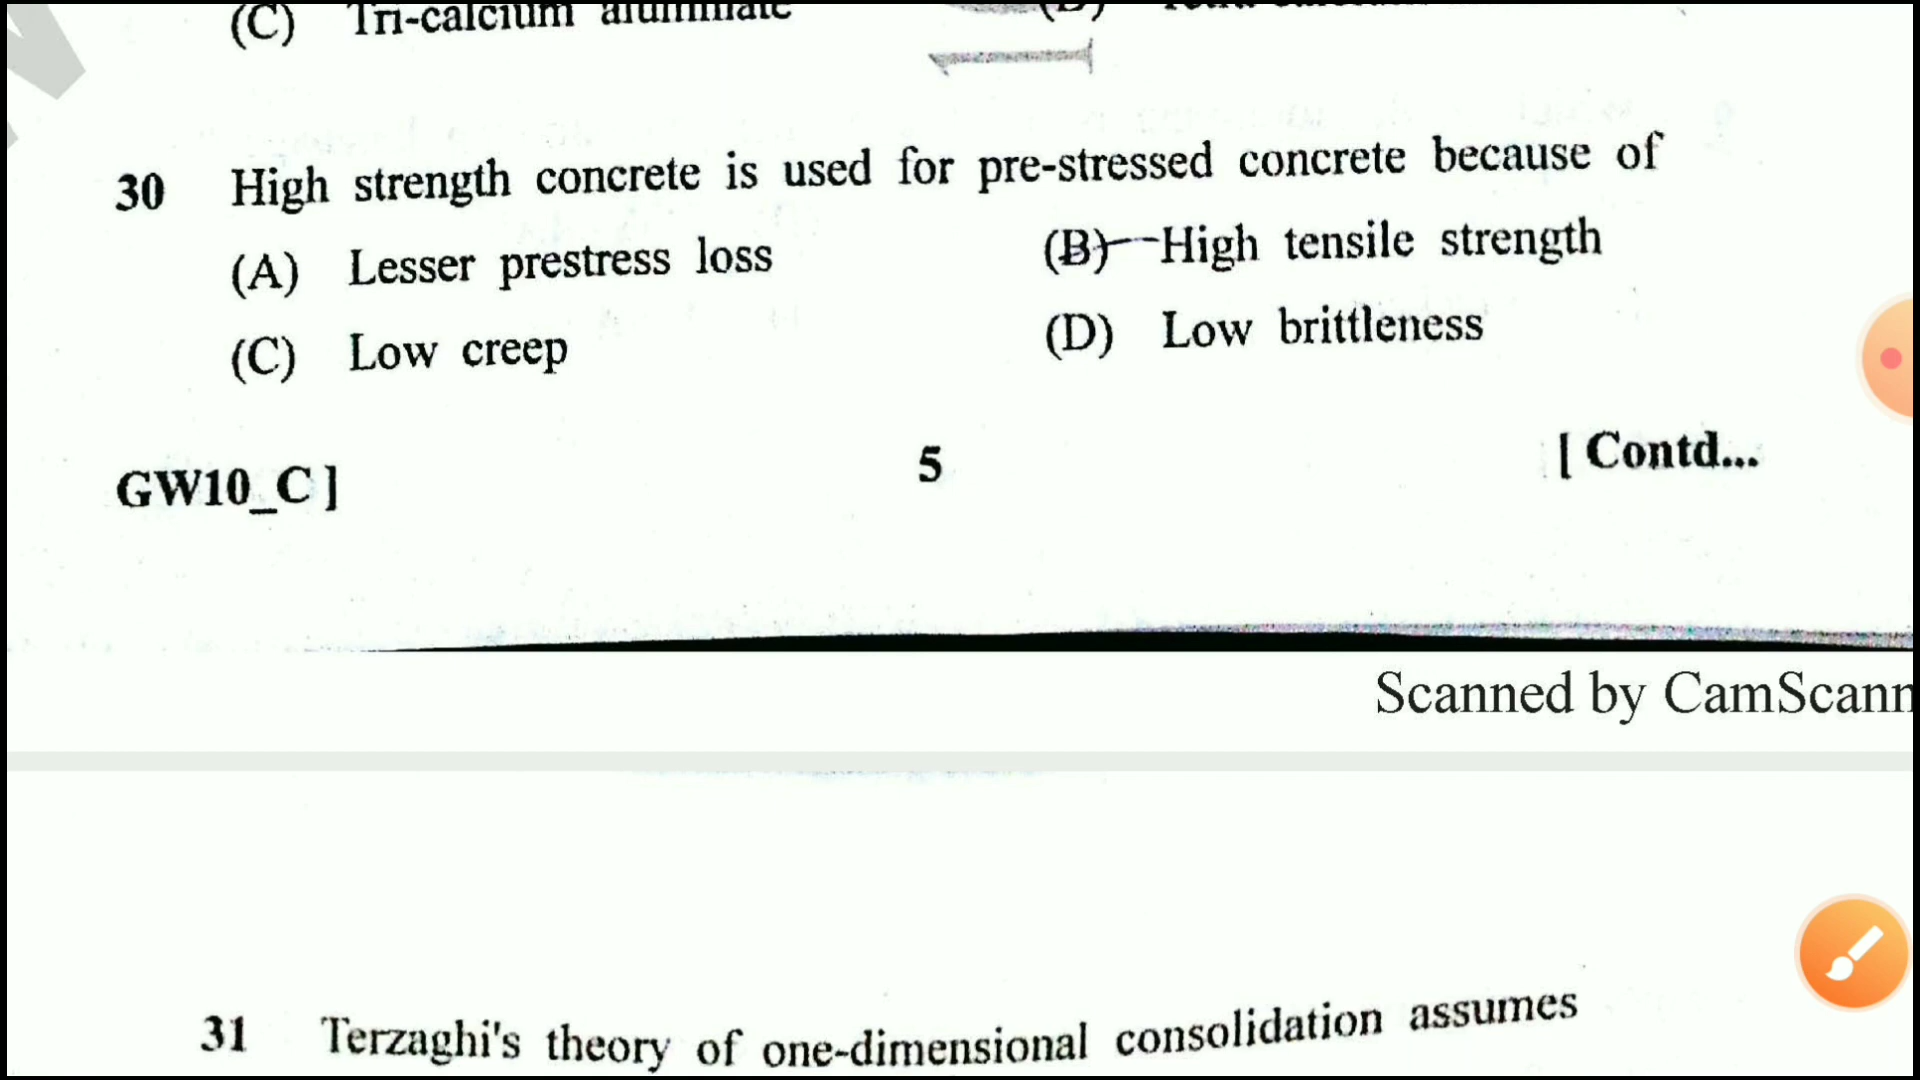 (C) Tri-calcium aluminate
30 High strength concrete is used for pre-stressed concrete because of
(A) Lesser prestress loss (B) High tensile strength
(C) Low creep (D) Low brittleness
GW10_C ] 5 [ Contd...
Scanned by CamScann
31 Terzaghi's theory of one-dimensional consolidation assumes